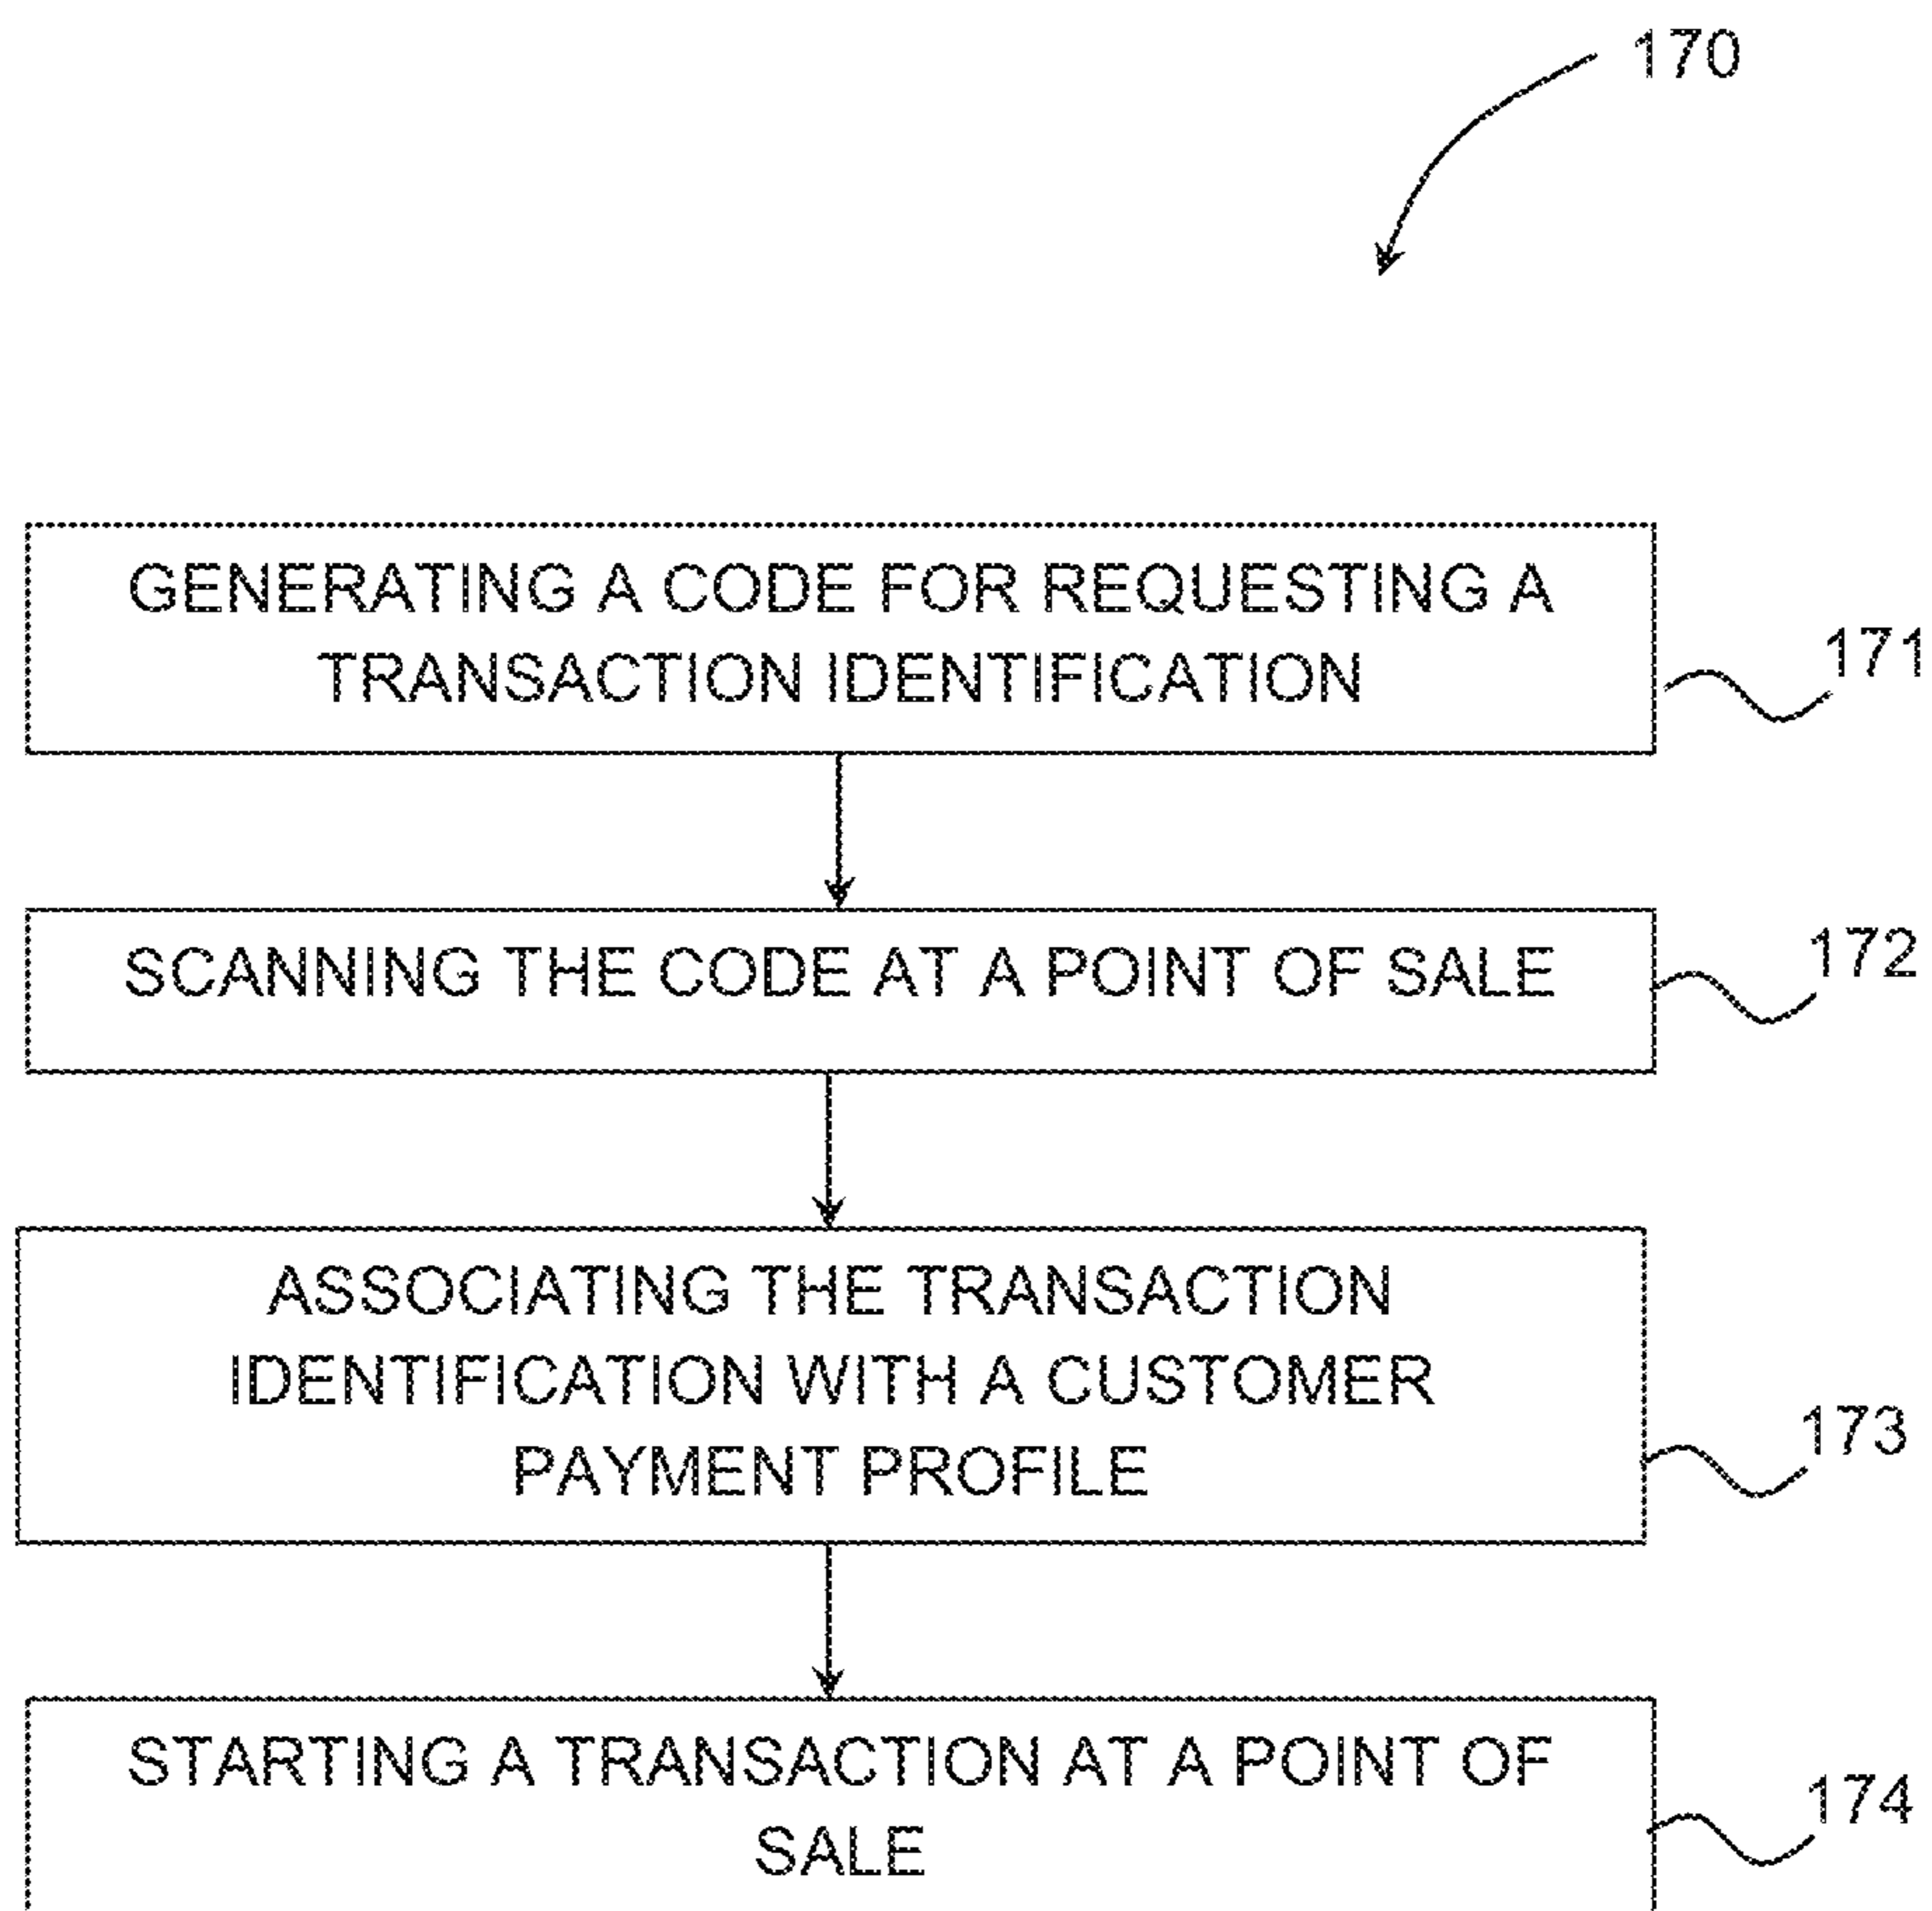 170
GENERATING A CODE FOR REQUESTING A
TRANSACTION IDENTIFICATION
171
SCANNING THE CODE AT A POINT OF SALE
172
ASSOCIATING THE TRANSACTION
IDENTIFICATION WITH A CUSTOMER
PAYMENT PROFILE
173
STARTING A TRANSACTION AT A POINT OF
SALE
174